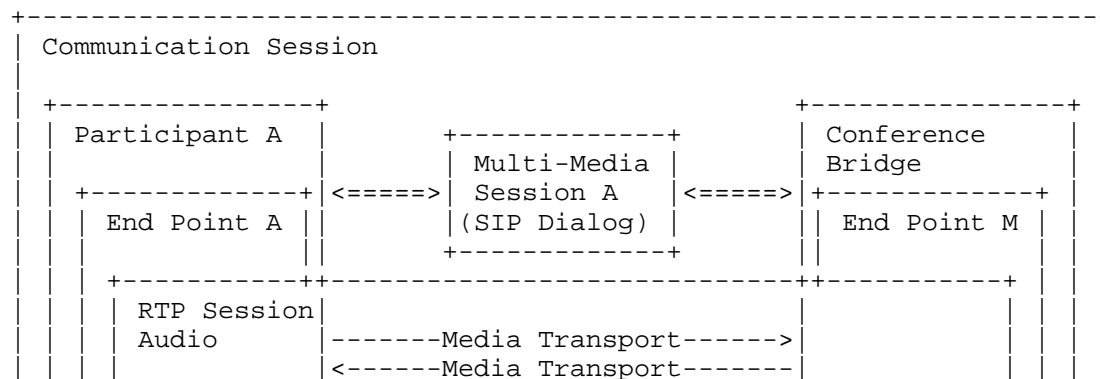 +-------------------------------------------------------------------
| Communication Session
|
| +----------------+                             +----------------+
| | Participant A  |       +-------------+       | Conference     |
| |                |       | Multi-Media |       | Bridge         |
| | +-------------+|<=====>| Session A   |<=====>|+-------------+ |
| | | End Point A ||       |(SIP Dialog) |       || End Point M | |
| | |             ||       +-------------+       ||             | |
| | | +-----------++-----------------------------++-----------+ | |
| | | | RTP Session|                             |            | | |
| | | | Audio      |-------Media Transport------>|            | | |
| | | |            |<------Media Transport-------|            | | |